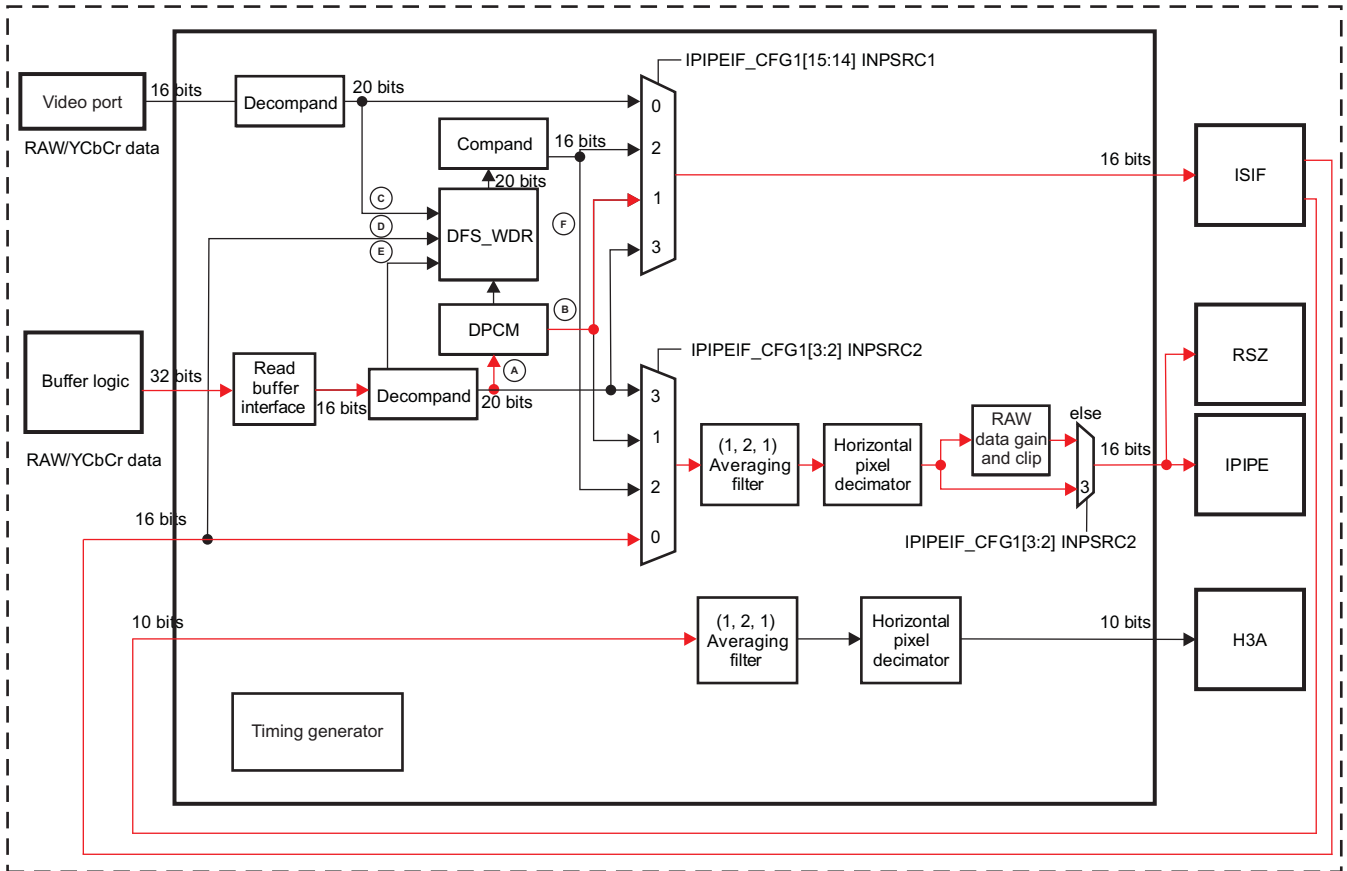 IPIPEIF_CFG1[15:14] INPSRC1
Video port
16 bits
Decompand
20 bits
0
RAW/YCbCr data
Compand
16 bits
2
20 bits
16 bits
ISIF
C
D
E
DFS_WDR
F
1
3
B
DPCM
A
IPIPEIF_CFG1[3:2] INPSRC2
RSZ
Buffer logic
32 bits
Read
buffer
interface
16 bits
Decompand
20 bits
3
RAW/YCbCr data
1
2
0
(1, 2, 1)
Averaging
filter
Horizontal
pixel
decimator
RAW
data gain
and clip
else
3
16 bits
IPIPE
16 bits
IPIPEIF_CFG1[3:2] INPSRC2
10 bits
(1, 2, 1)
Averaging
filter
Horizontal
pixel
decimator
10 bits
H3A
Timing generator